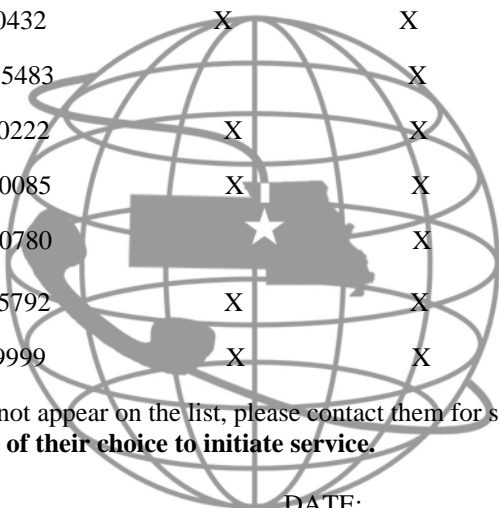 0432 X X
5483 X
0222 X X
0085 X X
0780 X
5792 X X
9999 X X
not appear on the list, please contact them for s
of their choice to initiate service.
DATE: